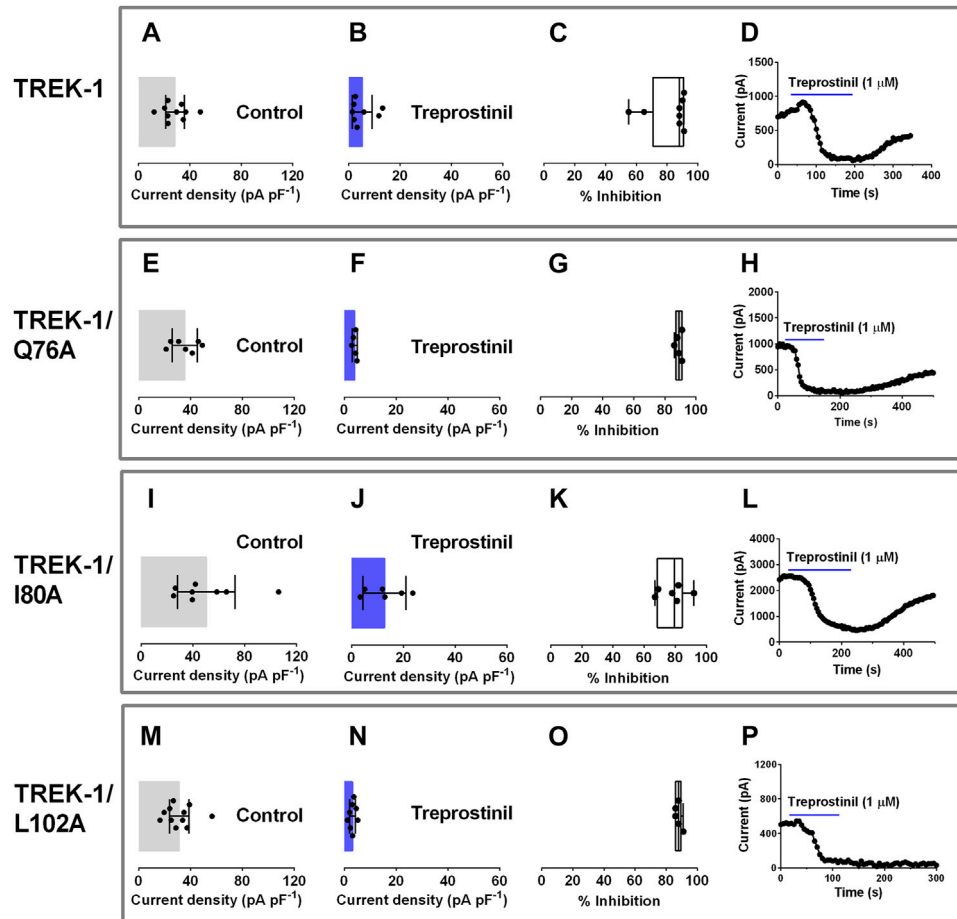 A B C D
TREK-1
Control
Treprostinil
Treprostinil (1 μM)
0 40 80 120
Current density (pA pF⁻¹)
0 20 40 60
Current density (pA pF⁻¹)
0 20 40 60 80 100
% Inhibition
Current (pA)
1500
1000
500
0
0 100 200 300 400
Time (s)
E F G H
TREK-1/
Q76A
Control
Treprostinil
Treprostinil (1 μM)
0 40 80 120
Current density (pA pF⁻¹)
0 20 40 60
Current density (pA pF⁻¹)
0 20 40 60 80 100
% Inhibition
Current (pA)
2000
1500
1000
500
0
0 200 400
Time (s)
I J K L
TREK-1/
I80A
Control
Treprostinil
Treprostinil (1 μM)
0 40 80 120
Current density (pA pF⁻¹)
0 20 40 60
Current density (pA pF⁻¹)
0 20 40 60 80 100
% Inhibition
Current (pA)
4000
3000
2000
1000
0
0 200 400
Time (s)
M N O P
TREK-1/
L102A
Control
Treprostinil
Treprostinil (1 μM)
0 40 80 120
Current density (pA pF⁻¹)
0 20 40 60
Current density (pA pF⁻¹)
0 20 40 60 80 100
% Inhibition
Current (pA)
1200
800
400
0
0 100 200 300
Time (s)